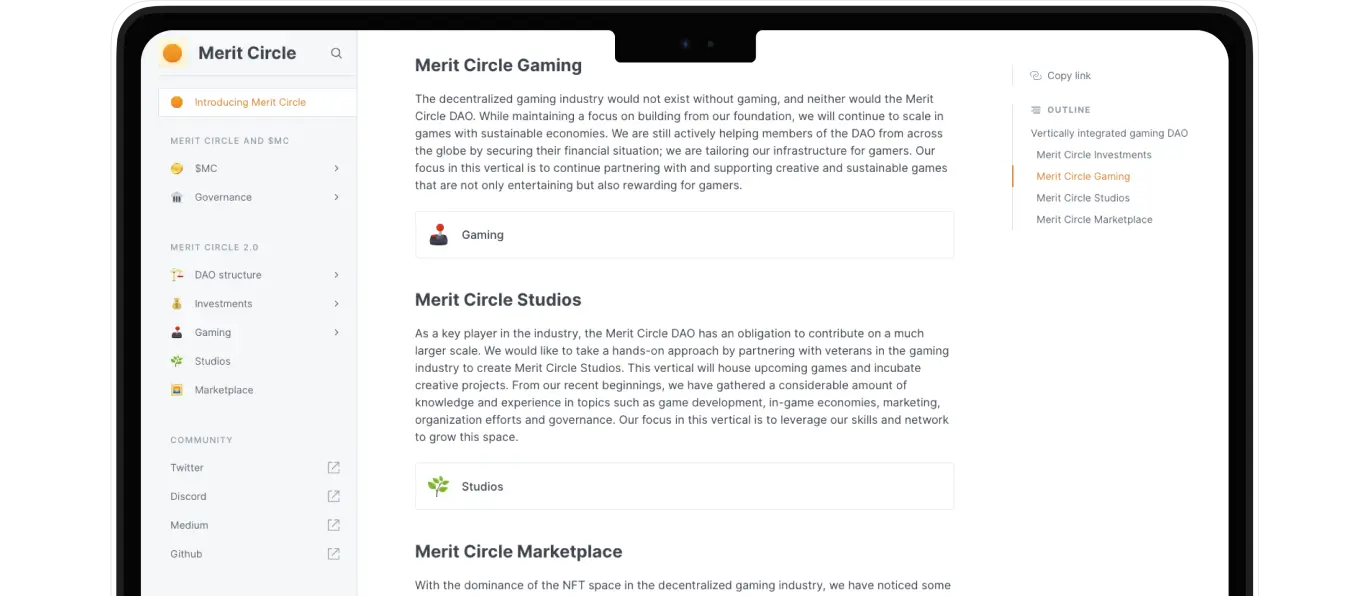 Merit Circle
Introducing Merit Circle
MERIT CIRCLE AND $MC
$MC
Governance
MERIT CIRCLE 2.0
DAO structure
Investments
Gaming
Studios
Marketplace
COMMUNITY
Twitter
Discord
Medium
Github
Merit Circle Gaming
The decentralized gaming industry would not exist without gaming, and neither would the Merit
Circle DAO. While maintaining a focus on building from our foundation, we will continue to scale in
games with sustainable economies. We are still actively helping members of the DAO from across
the globe by securing their financial situation; we are tailoring our infrastructure for gamers. Our
focus in this vertical is to continue partnering with and supporting creative and sustainable games
that are not only entertaining but also rewarding for gamers.
Gaming
Merit Circle Studios
As a key player in the industry, the Merit Circle DAO has an obligation to contribute on a much
larger scale. We would like to take a hands-on approach by partnering with veterans in the gaming
industry to create Merit Circle Studios. This vertical will house upcoming games and incubate
creative projects. From our recent beginnings, we have gathered a considerable amount of
knowledge and experience in topics such as game development, in-game economies, marketing,
organization efforts and governance. Our focus in this vertical is to leverage our skills and network
to grow this space.
Studios
Merit Circle Marketplace
With the dominance of the NFT space in the decentralized gaming industry, we have noticed some
Copy link
OUTLINE
Vertically integrated gaming DAO
Merit Circle Investments
Merit Circle Gaming
Merit Circle Studios
Merit Circle Marketplace